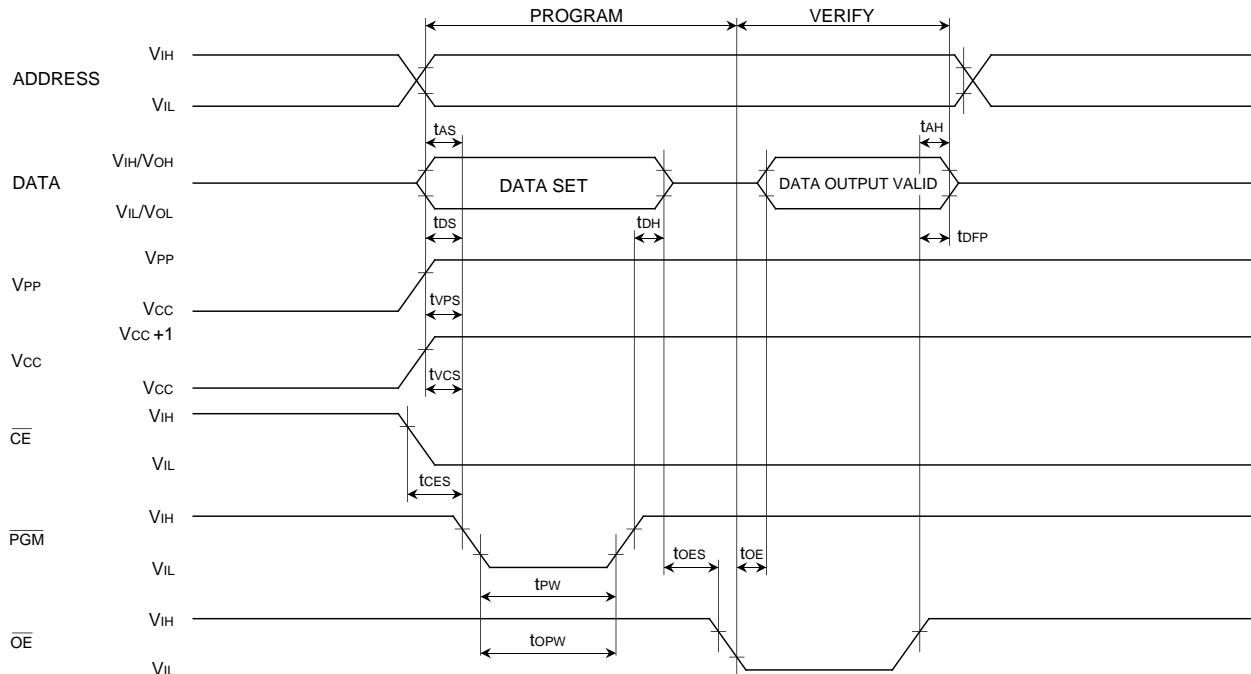 PROGRAM VERIFY
VIH
ADDRESS
VIL
tAS tAH
VIH/VOH
DATA DATA SET DATA OUTPUT VALID
VIL/VOL
tDS tDH tDFP
VPP
VPP
tVPS
VCC
VCC +1
VCC
tVCS
VCC
VIH
CE
VIL
tCES
VIH
PGM
tOES tOE
VIL
tPW
VIH
OE
tOPW
VIL